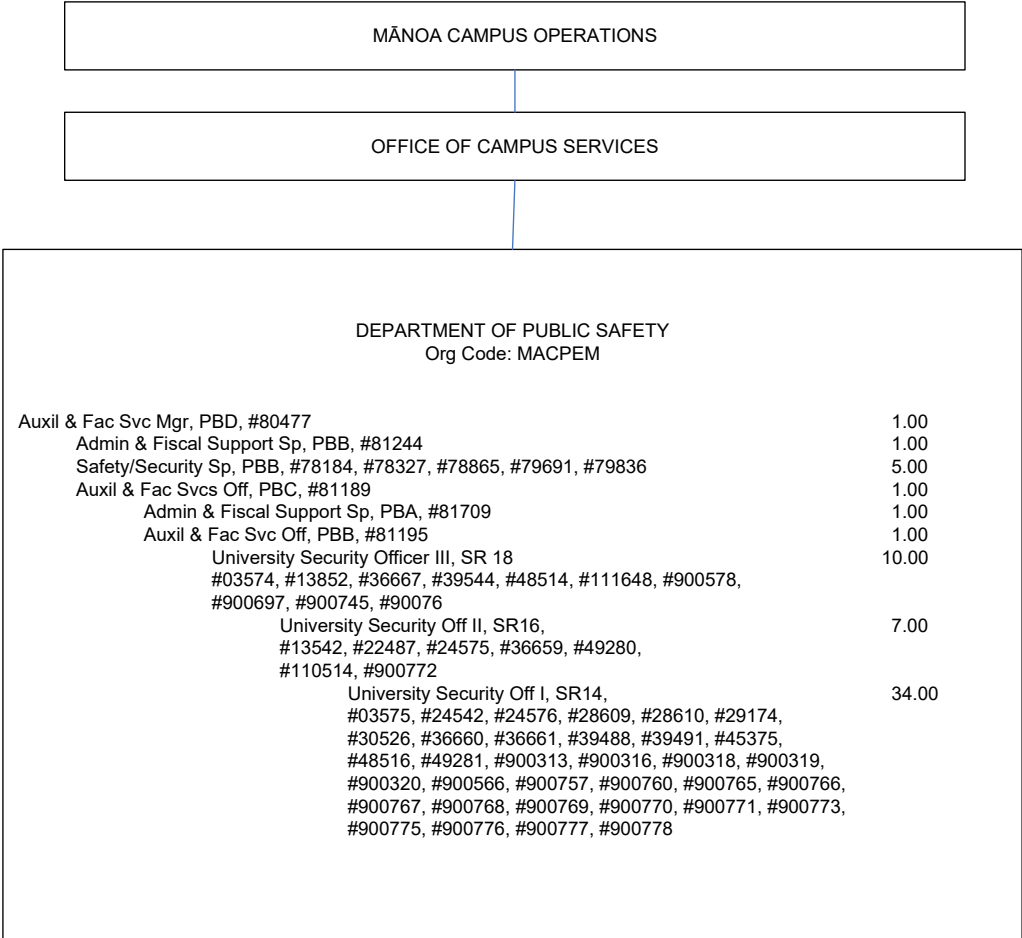 MĀNOA CAMPUS OPERATIONS
OFFICE OF CAMPUS SERVICES
DEPARTMENT OF PUBLIC SAFETY
Org Code: MACPEM
Auxil & Fac Svc Mgr, PBD, #80477 1.00
Admin & Fiscal Support Sp, PBB, #81244 1.00
Safety/Security Sp, PBB, #78184, #78327, #78865, #79691, #79836 5.00
Auxil & Fac Svcs Off, PBC, #81189 1.00
Admin & Fiscal Support Sp, PBA, #81709 1.00
Auxil & Fac Svc Off, PBB, #81195 1.00
University Security Officer III, SR 18 10.00
#03574, #13852, #36667, #39544, #48514, #111648, #900578,
#900697, #900745, #90076
University Security Off II, SR16, 7.00
#13542, #22487, #24575, #36659, #49280,
#110514, #900772
University Security Off I, SR14, 34.00
#03575, #24542, #24576, #28609, #28610, #29174,
#30526, #36660, #36661, #39488, #39491, #45375,
#48516, #49281, #900313, #900316, #900318, #900319,
#900320, #900566, #900757, #900760, #900765, #900766,
#900767, #900768, #900769, #900770, #900771, #900773,
#900775, #900776, #900777, #900778